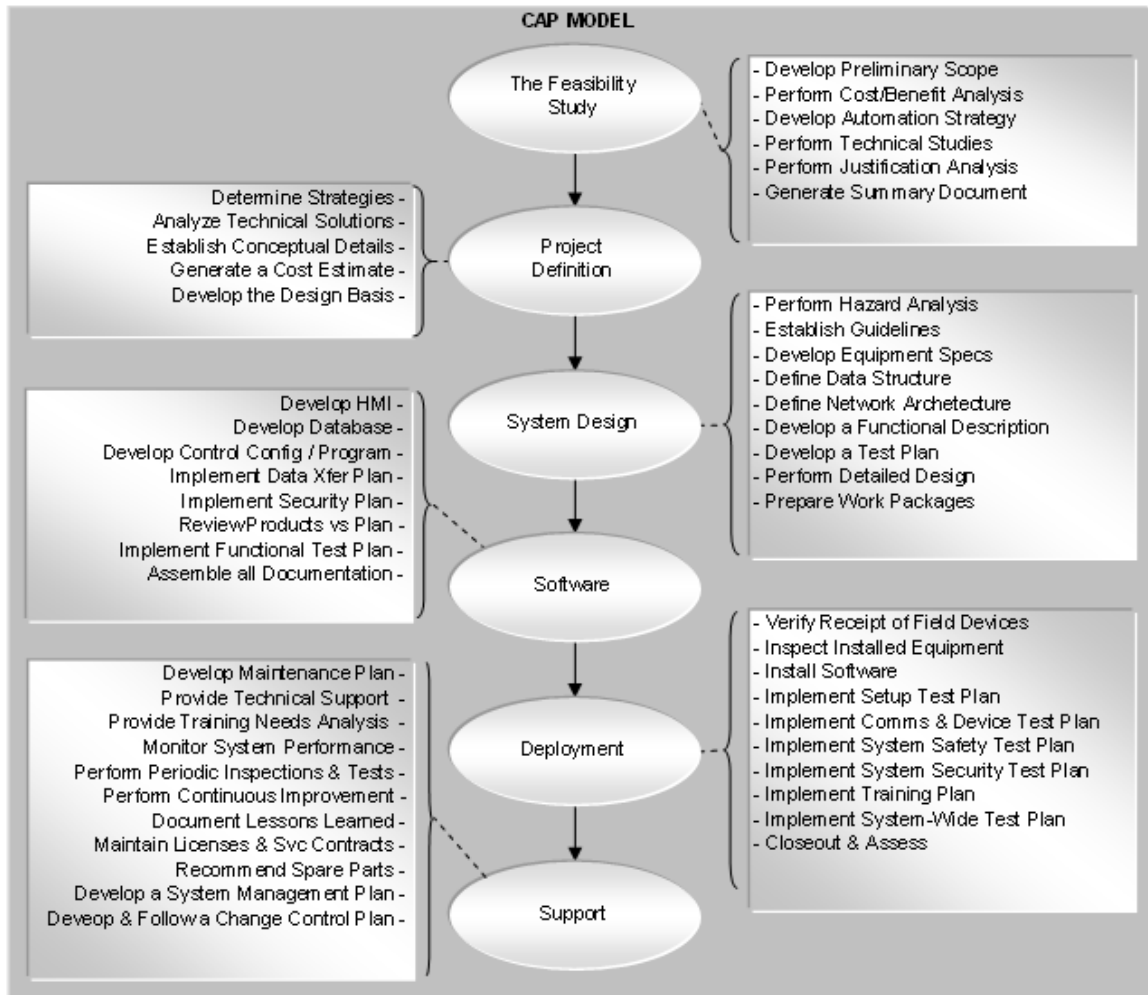 CAP MODEL
The Feasibility
Study
- Develop Preliminary Scope
- Perform Cost/Benefit Analysis
- Develop Automation Strategy
- Perform Technical Studies
- Perform Justification Analysis
- Generate Summary Document
Determine Strategies -
Analyze Technical Solutions -
Establish Conceptual Details -
Generate a Cost Estimate -
Develop the Design Basis -
Project
Definition
- Perform Hazard Analysis
- Establish Guidelines
- Develop Equipment Specs
- Define Data Structure
- Define Network Archetecture
- Develop a Functional Description
- Develop a Test Plan
- Perform Detailed Design
- Prepare Work Packages
System Design
Develop HMI -
Develop Database -
Develop Control Config / Program -
Implement Data Xfer Plan -
Implement Security Plan -
ReviewProducts vs Plan -
Implement Functional Test Plan -
Assemble all Documentation -
Software
- Verify Receipt of Field Devices
- Inspect Installed Equipment
- Install Software
- Implement Setup Test Plan
- Implement Comms & Device Test Plan
- Implement System Safety Test Plan
- Implement System Security Test Plan
- Implement Training Plan
- Implement System-Wide Test Plan
- Closeout & Assess
Deployment
Develop Maintenance Plan -
Provide Technical Support -
Provide Training Needs Analysis -
Monitor System Performance -
Perform Periodic Inspections & Tests -
Perform Continuous Improvement -
Document Lessons Learned -
Maintain Licenses & Svc Contracts -
Recommend Spare Parts -
Develop a System Management Plan -
Deveop & Follow a Change Control Plan -
Support